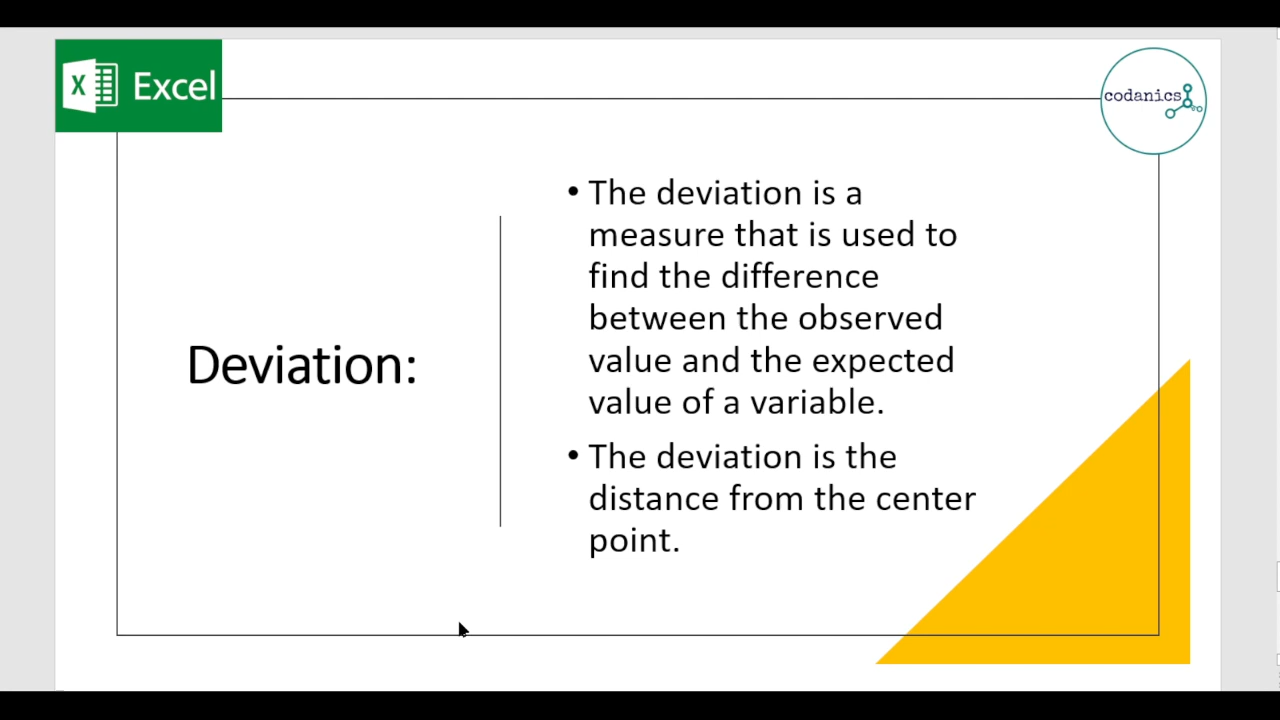 X Excel
codanics
Deviation:
• The deviation is a
measure that is used to
find the difference
between the observed
value and the expected
value of a variable.
• The deviation is the
distance from the center
point.